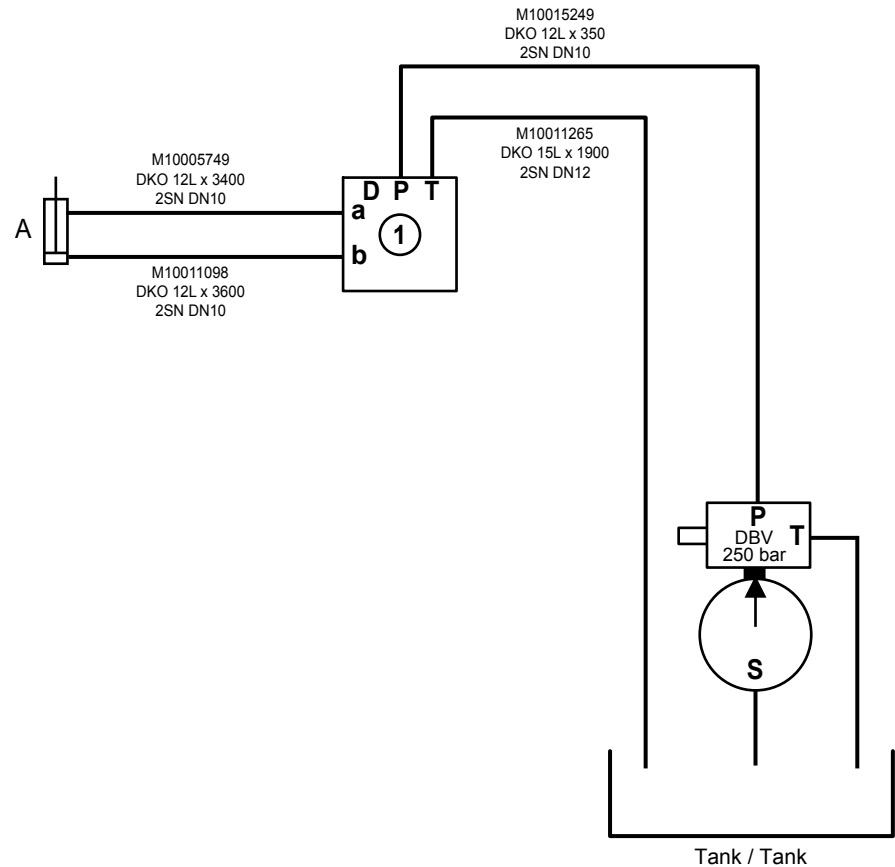 M10015249
DKO 12L x 350
2SN DN10
M10011265
DKO 15L x 1900
2SN DN12
M10005749
DKO 12L x 3400
2SN DN10
D P T
a
1
b
A
M10011098
DKO 12L x 3600
2SN DN10
P
DBV T
250 bar
S
Tank / Tank